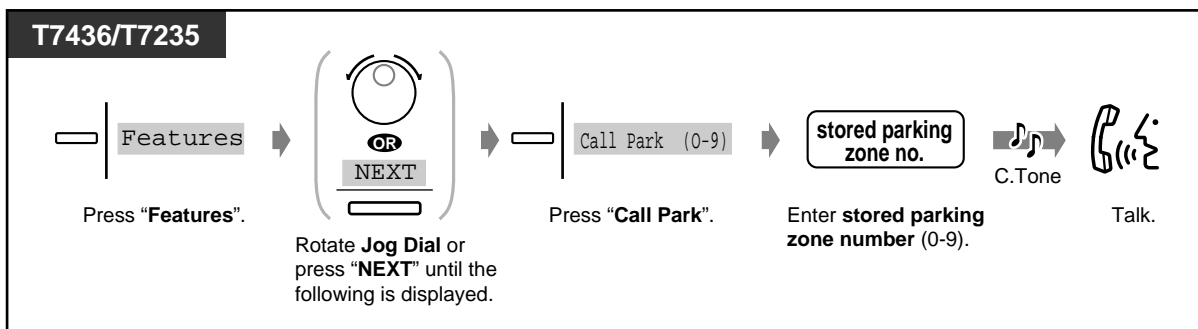 T7436/T7235
Features
OR
NEXT
Call Park (0-9)
stored parking
zone no.
C.Tone
Press “Features”.
Rotate Jog Dial or
press “NEXT” until the
following is displayed.
Press “Call Park”.
Enter stored parking
zone number (0-9).
Talk.